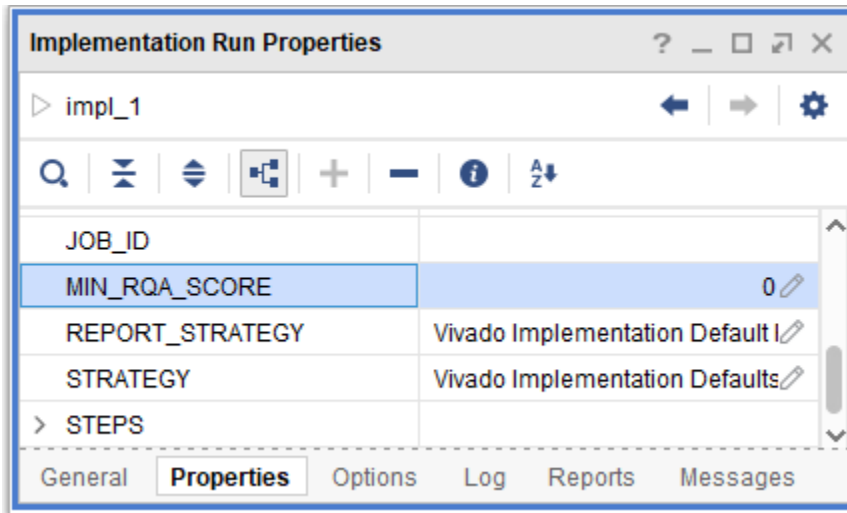 Implementation Run Properties
impl_1
JOB_ID
MIN_RQA_SCORE 0
REPORT_STRATEGY Vivado Implementation Default
STRATEGY Vivado Implementation Defaults
STEPS
General Properties Options Log Reports Messages